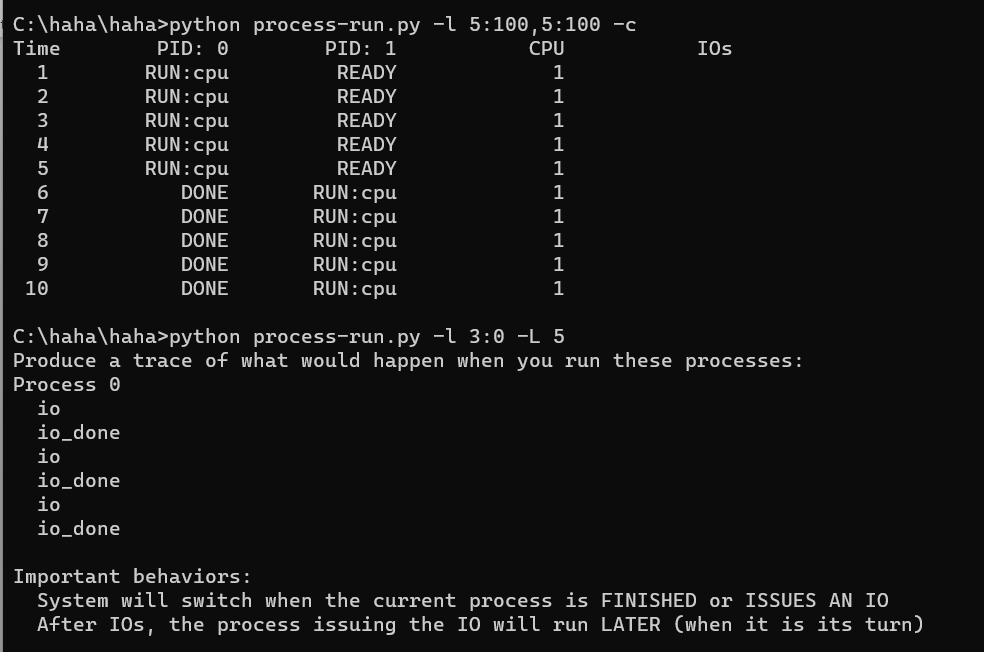 C:\haha\haha>python process-run.py -l 5:100,5:100 -c
Time        PID: 0        PID: 1           CPU           IOs
  1        RUN:cpu         READY             1
  2        RUN:cpu         READY             1
  3        RUN:cpu         READY             1
  4        RUN:cpu         READY             1
  5        RUN:cpu         READY             1
  6           DONE       RUN:cpu             1
  7           DONE       RUN:cpu             1
  8           DONE       RUN:cpu             1
  9           DONE       RUN:cpu             1
 10           DONE       RUN:cpu             1
C:\haha\haha>python process-run.py -l 3:0 -L 5
Produce a trace of what would happen when you run these processes:
Process 0
  io
  io_done
  io
  io_done
  io
  io_done
Important behaviors:
  System will switch when the current process is FINISHED or ISSUES AN IO
  After IOs, the process issuing the IO will run LATER (when it is its turn)